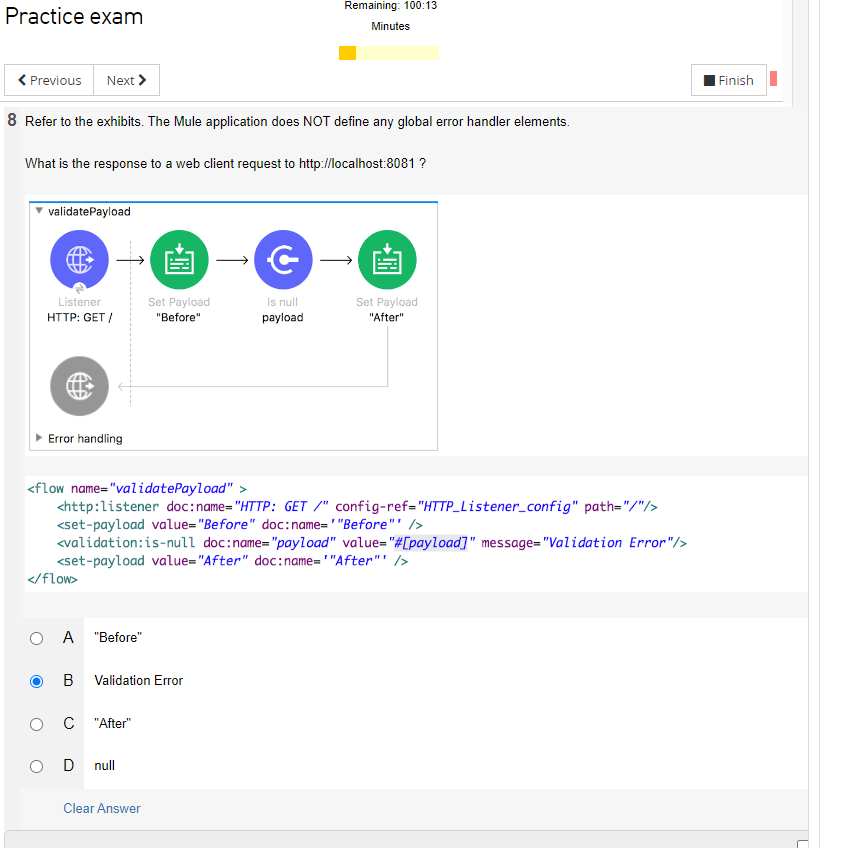 Practice exam
Remaining: 100:13
Minutes
Previous
Next
Finish
8 Refer to the exhibits. The Mule application does NOT define any global error handler elements.
What is the response to a web client request to http://localhost:8081 ?
validatePayload
Listener
HTTP: GET /
Set Payload
"Before"
Is null
payload
Set Payload
"After"
Error handling
<flow name="validatePayload" >
<http:listener doc:name="HTTP: GET /" config-ref="HTTP_Listener_config" path="/"/>
<set-payload value="Before" doc:name='"Before"' />
<validation:is-null doc:name="payload" value="#[payload]" message="Validation Error"/>
<set-payload value="After" doc:name='"After"' />
</flow>
A "Before"
B Validation Error
C "After"
D null
Clear Answer